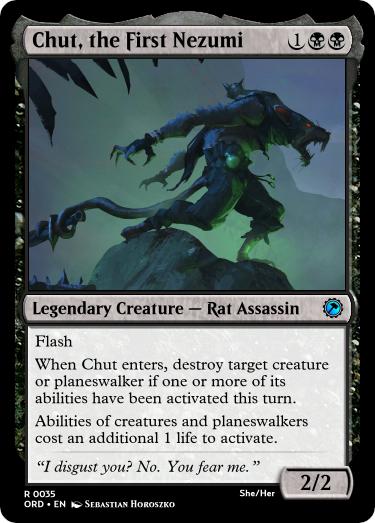 Chut, the First Nezumi 1
Legendary Creature — Rat Assassin
Flash
When Chut enters, destroy target creature
or planeswalker if one or more of its
abilities have been activated this turn.
Abilities of creatures and planeswalkers
cost an additional 1 life to activate.
“I disgust you? No. You fear me.”
2/2
R 0035
She/Her
ORD • EN Sebastian Horoszko